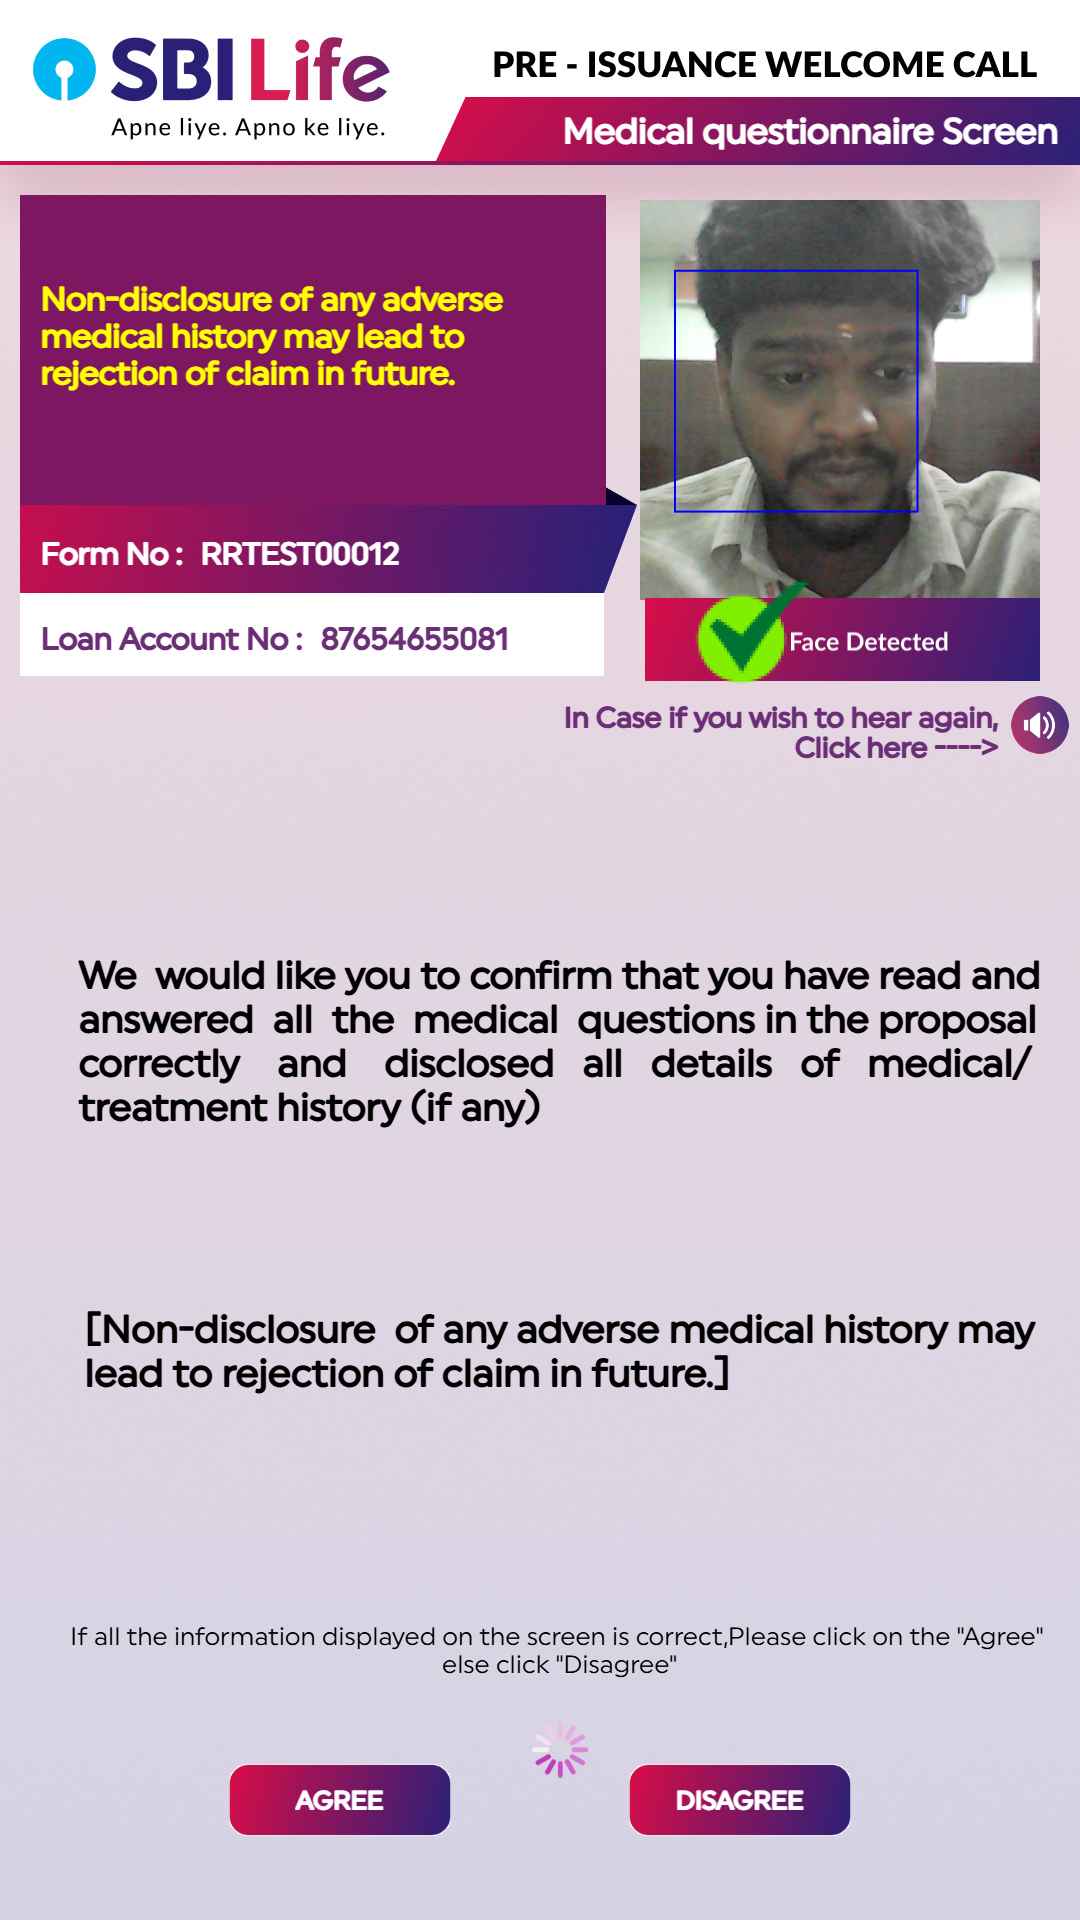 SBI Life
Apne liye. Apno ke liye.
PRE - ISSUANCE WELCOME CALL
Medical questionnaire Screen
Non-disclosure of any adverse
medical history may lead to
rejection of claim in future.
Form No : RRTEST00012
Loan Account No : 87654655081
Face Detected
In Case if you wish to hear again,
Click here ---->
We would like you to confirm that you have read and
answered all the medical questions in the proposal
correctly and disclosed all details of medical/
treatment history (if any)
[Non-disclosure of any adverse medical history may
lead to rejection of claim in future.]
If all the information displayed on the screen is correct,Please click on the "Agree"
else click "Disagree"
AGREE
DISAGREE